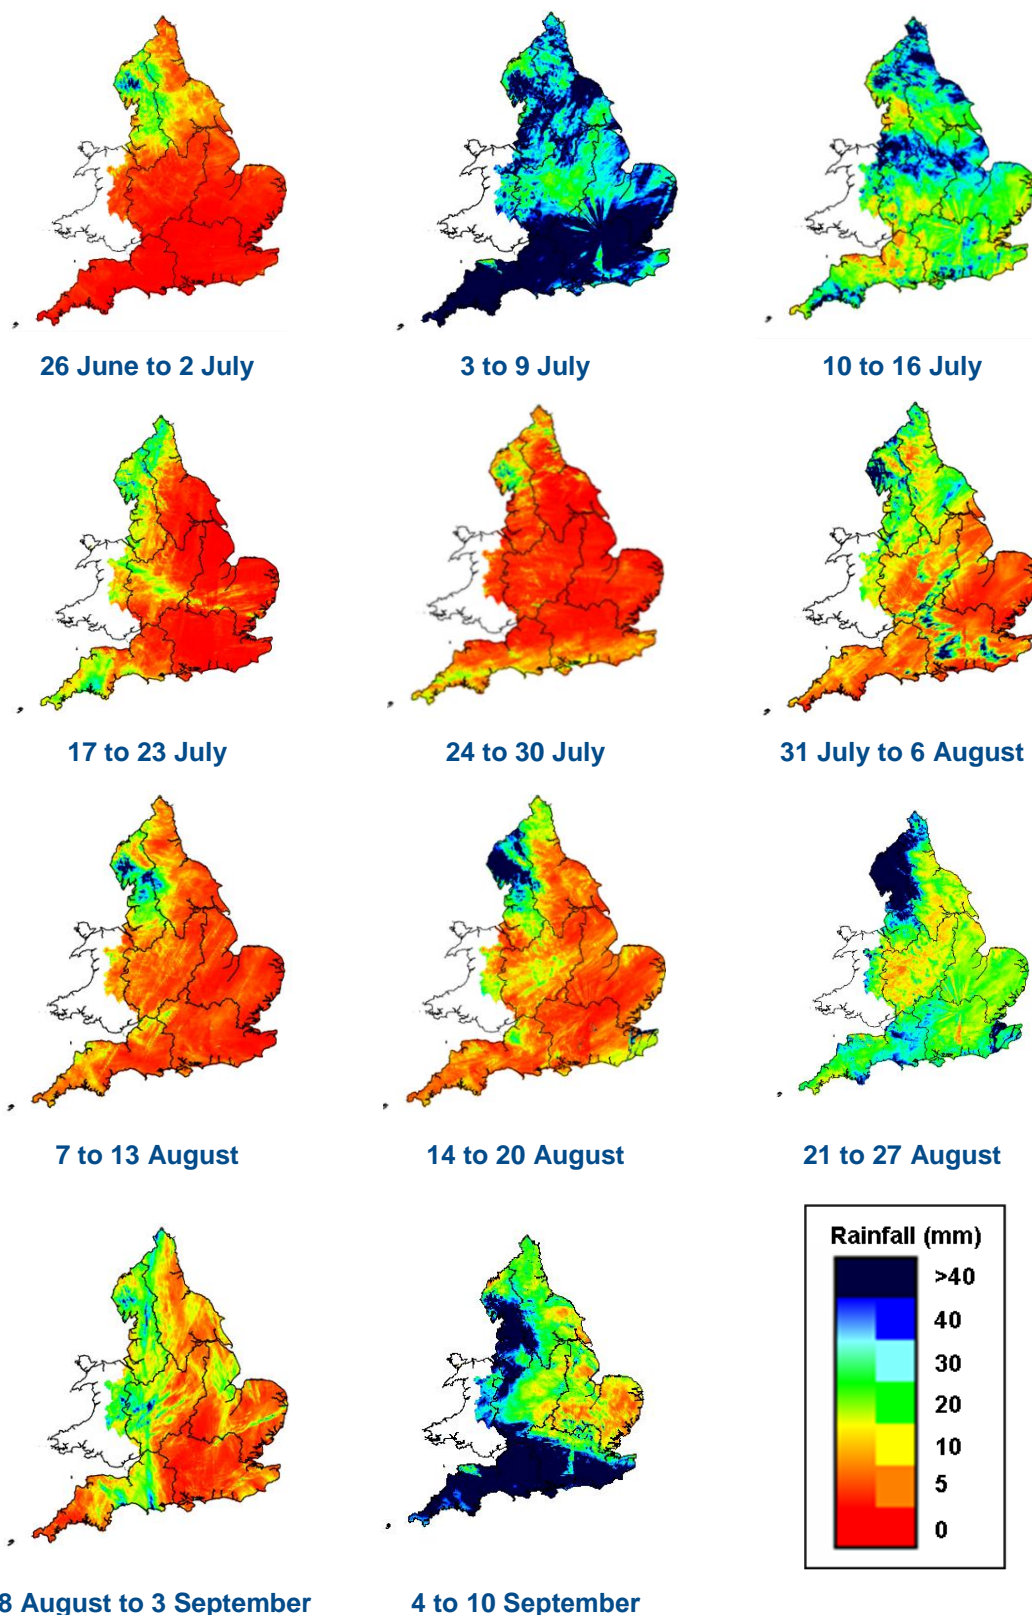 26 June to 2 July
3 to 9 July
10 to 16 July
17 to 23 July
24 to 30 July
31 July to 6 August
7 to 13 August
14 to 20 August
21 to 27 August
Rainfall (mm)
>40
40
30
20
10
5
0
8 August to 3 September
4 to 10 September